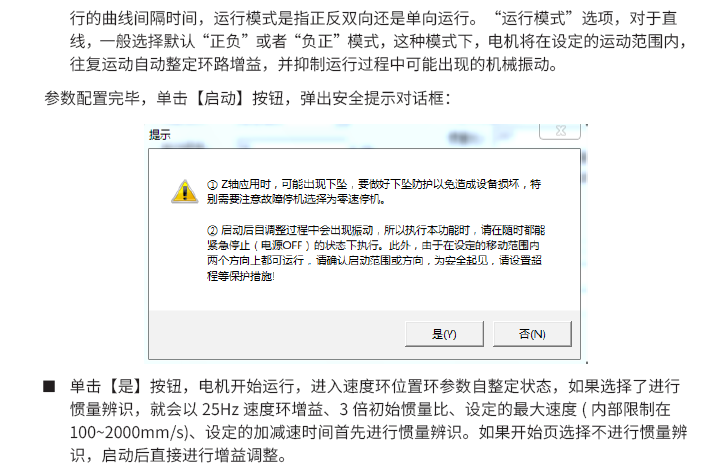 行的曲线间隔时间，运行模式是指正反双向还是单向运行。“运行模式”选项，对于直
线，一般选择默认“正负”或者“负正”模式，这种模式下，电机将在设定的运动范围内，
往复运动自动整定环路增益，并抑制运行过程中可能出现的机械振动。
参数配置完毕，单击【启动】按钮，弹出安全提示对话框：
提示
① Z轴应用时，可能出现下坠，要做好下坠防护以免造成设备损坏，特
别需要注意故障停机选择为零速停机。
② 启动后自调整过程中会出现振动，所以执行本功能时，请在随时都能
紧急停止（电源OFF）的状态下执行。此外，由于在设定的移动范围内
两个方向上都可运行，请确认启动范围或方向，为安全起见，请设置超
程等保护措施!
是(Y)
否(N)
■ 单击【是】按钮，电机开始运行，进入速度环位置环参数自整定状态，如果选择了进行
惯量辨识，就会以 25Hz 速度环增益、3 倍初始惯量比、设定的最大速度 ( 内部限制在
100~2000mm/s)、设定的加减速时间首先进行惯量辨识。如果开始页选择不进行惯量辨
识，启动后直接进行增益调整。